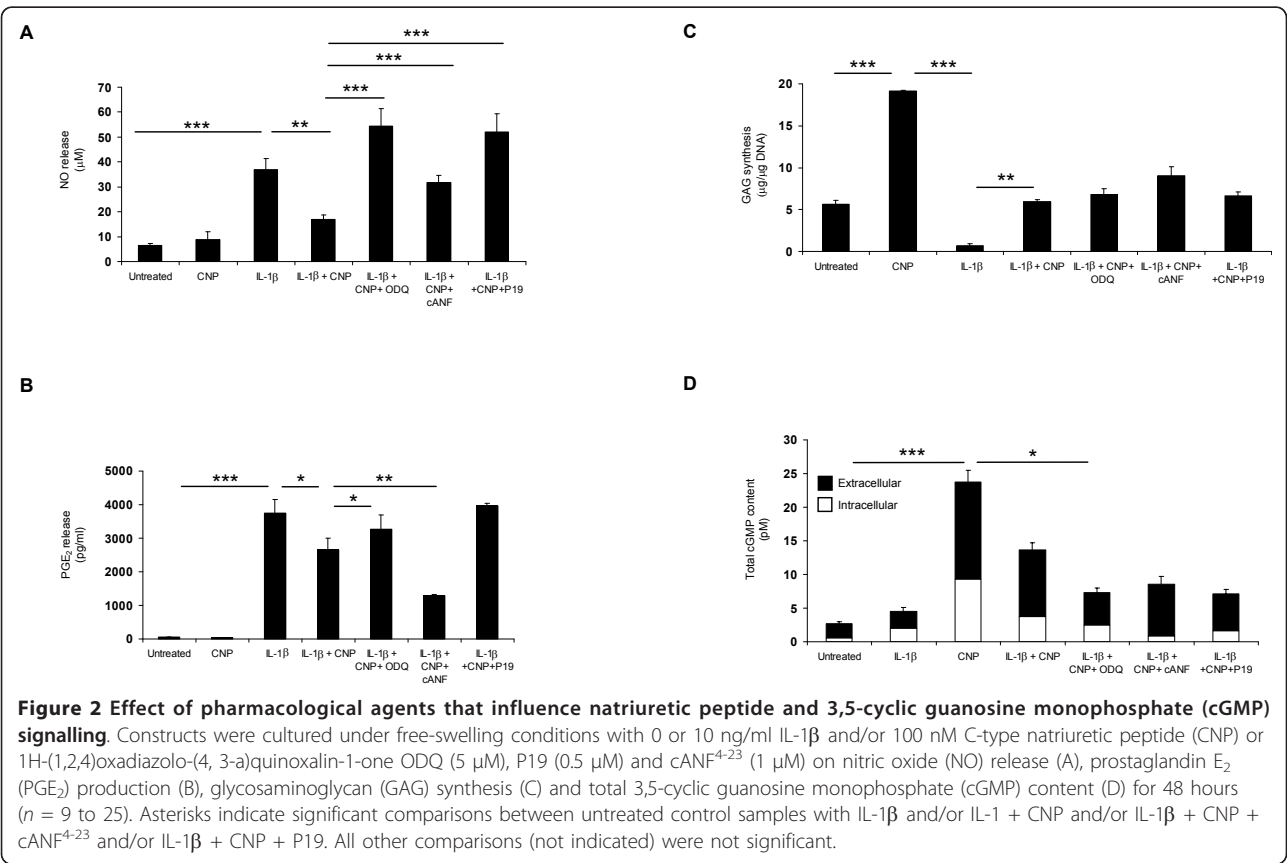 A
***
***
***
***
**
70
60
50
40
30
20
10
0
NO release
(µM)
Untreated
CNP
IL-1β
IL-1β + CNP
IL-1β +
CNP+ ODQ
IL-1β +
CNP+
cANF
IL-1β
+CNP+P19
C
***
***
**
20
15
10
5
0
GAG synthesis
(µg/µg DNA)
Untreated
CNP
IL-1β
IL-1β + CNP
IL-1β + CNP+
ODQ
IL-1β + CNP+
cANF
IL-1β
+CNP+P19
B
***
*
**
*
5000
4000
3000
2000
1000
0
PGE₂ release
(pg/ml)
Untreated
CNP
IL-1β
IL-1β + CNP
IL-1β +
CNP+ ODQ
IL-1β +
CNP+
cANF
IL-1β
+CNP+P19
D
***
*
30
25
20
15
10
5
0
Total cGMP content
(pM)
Extracellular
Intracellular
Untreated
IL-1β
CNP
IL-1β + CNP
IL-1β +
CNP+ ODQ
IL-1β +
CNP+ cANF
IL-1β
+CNP+P19
Figure 2 Effect of pharmacological agents that influence natriuretic peptide and 3,5-cyclic guanosine monophosphate (cGMP)
signalling. Constructs were cultured under free-swelling conditions with 0 or 10 ng/ml IL-1β and/or 100 nM C-type natriuretic peptide (CNP) or
1H-(1,2,4)oxadiazolo-(4, 3-a)quinoxalin-1-one ODQ (5 μM), P19 (0.5 μM) and cANF⁴⁻²³ (1 μM) on nitric oxide (NO) release (A), prostaglandin E₂
(PGE₂) production (B), glycosaminoglycan (GAG) synthesis (C) and total 3,5-cyclic guanosine monophosphate (cGMP) content (D) for 48 hours
(n = 9 to 25). Asterisks indicate significant comparisons between untreated control samples with IL-1β and/or IL-1 + CNP and/or IL-1β + CNP +
cANF⁴⁻²³ and/or IL-1β + CNP + P19. All other comparisons (not indicated) were not significant.